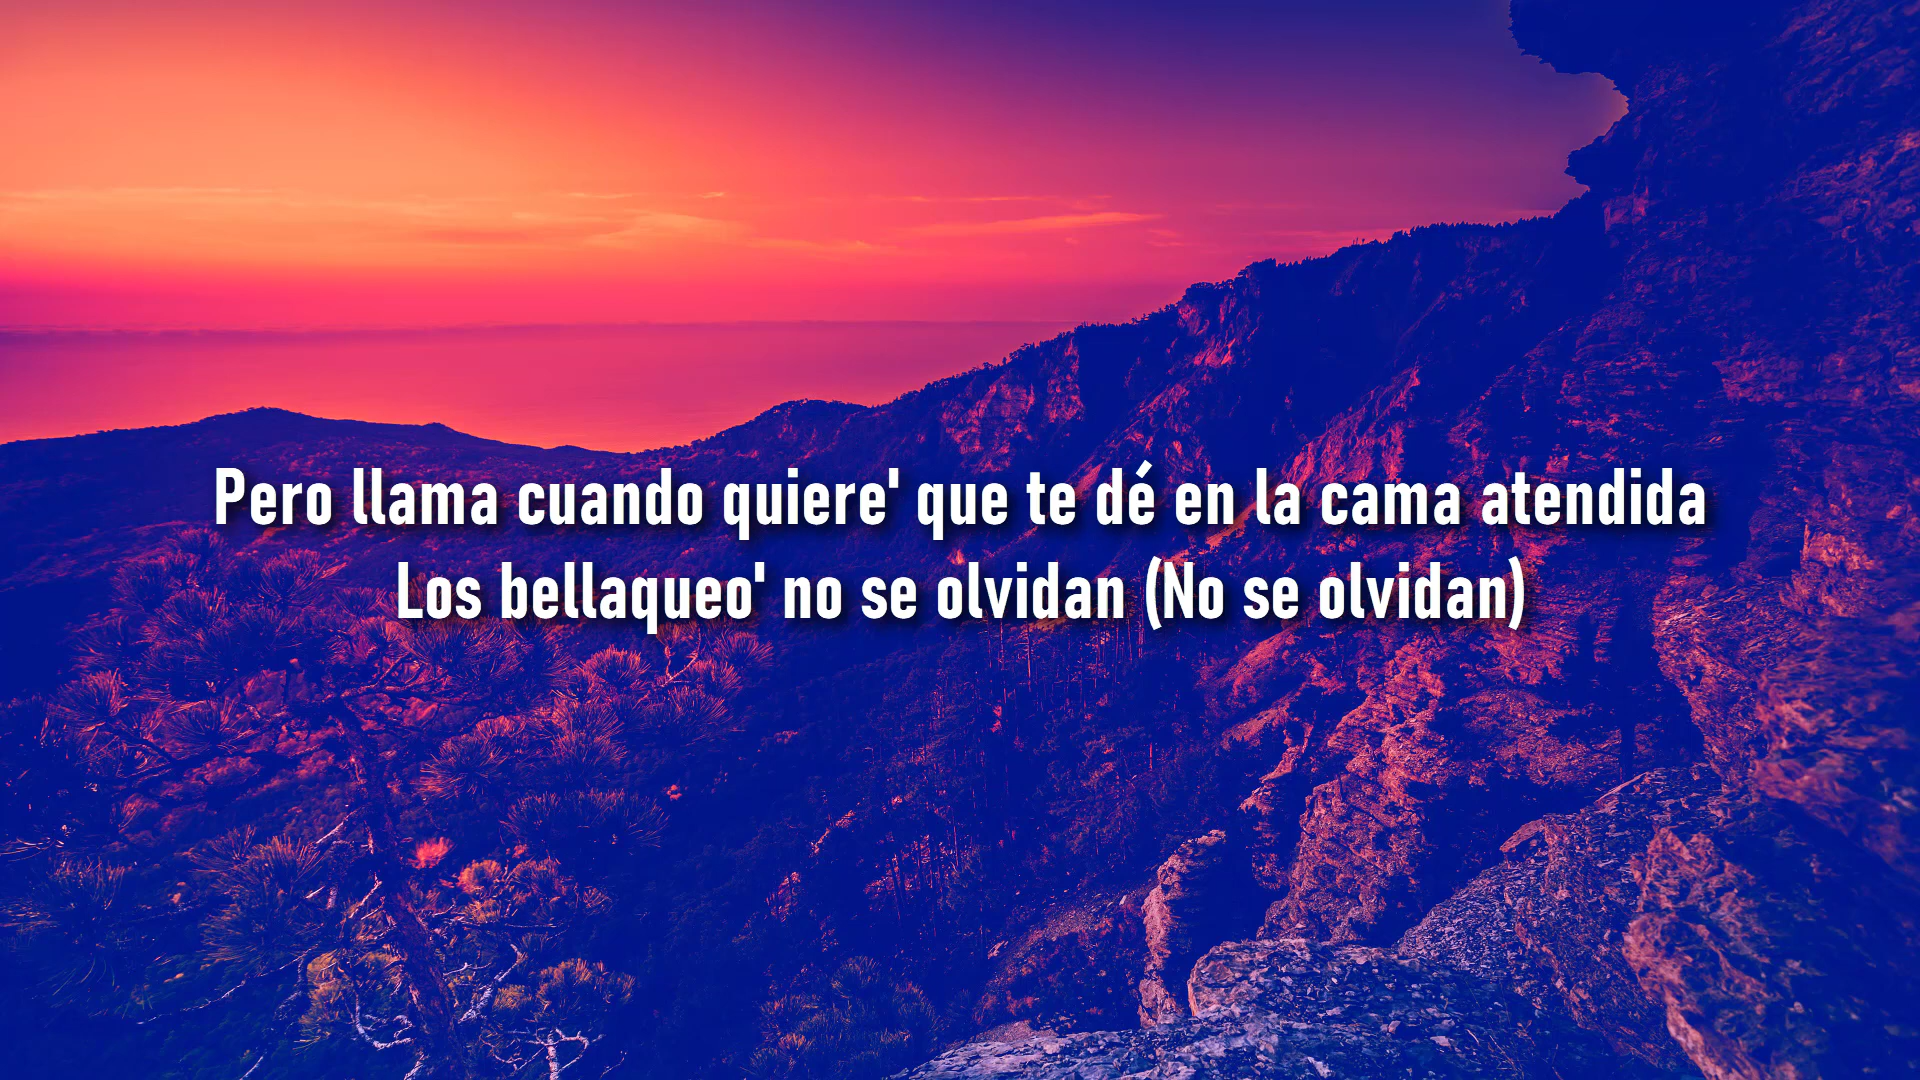 Pero llama cuando quiere' que te dé en la cama atendida
Los bellaqueo' no se olvidan (No se olvidan)